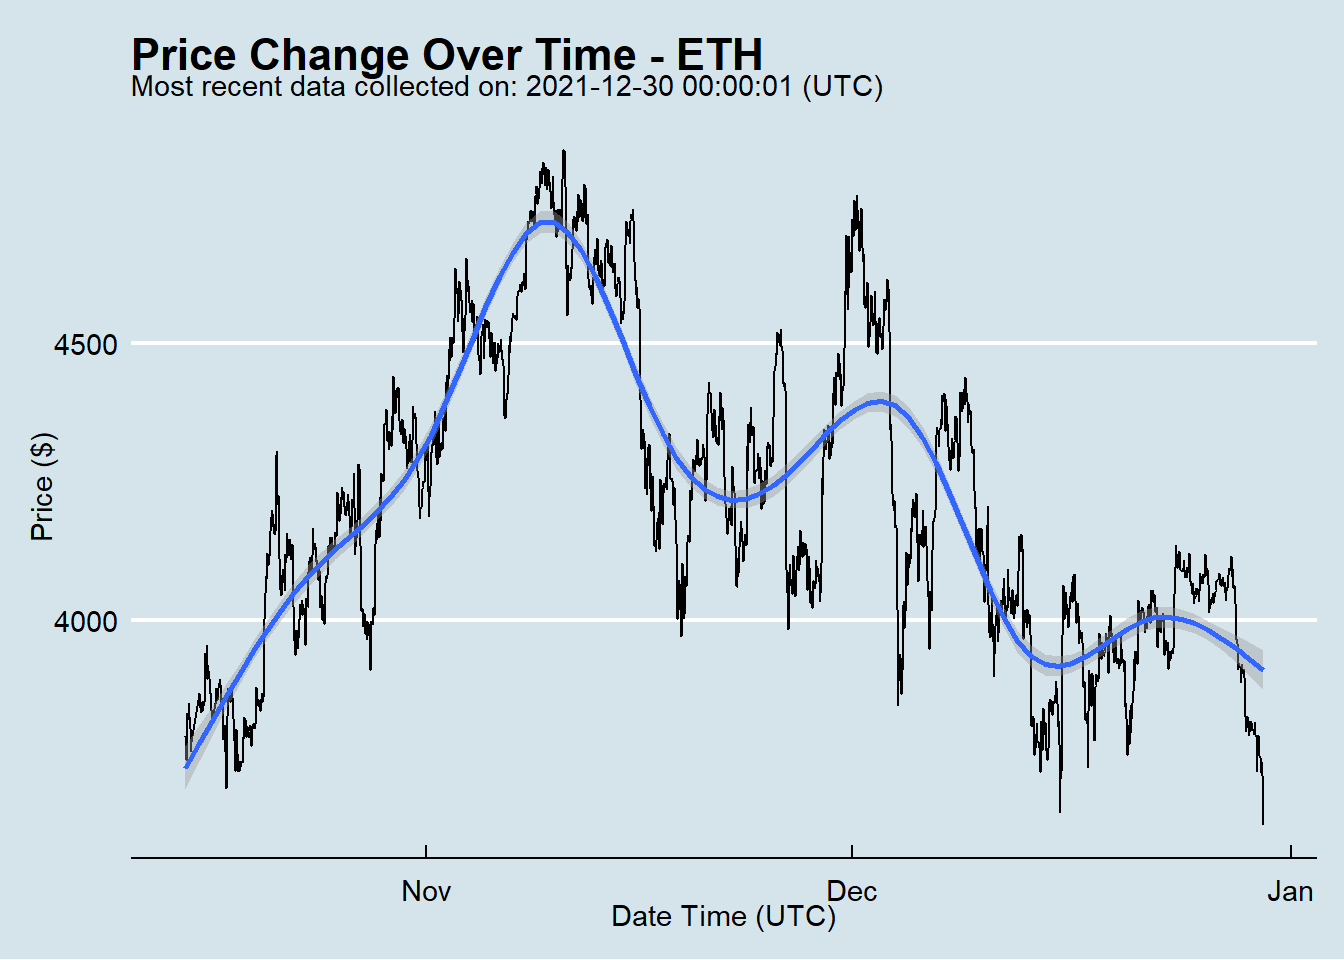 Price Change Over Time - ETH
Most recent data collected on: 2021-12-30 00:00:01 (UTC)
Price ($)
4500
4000
Nov
Dec
Jan
Date Time (UTC)